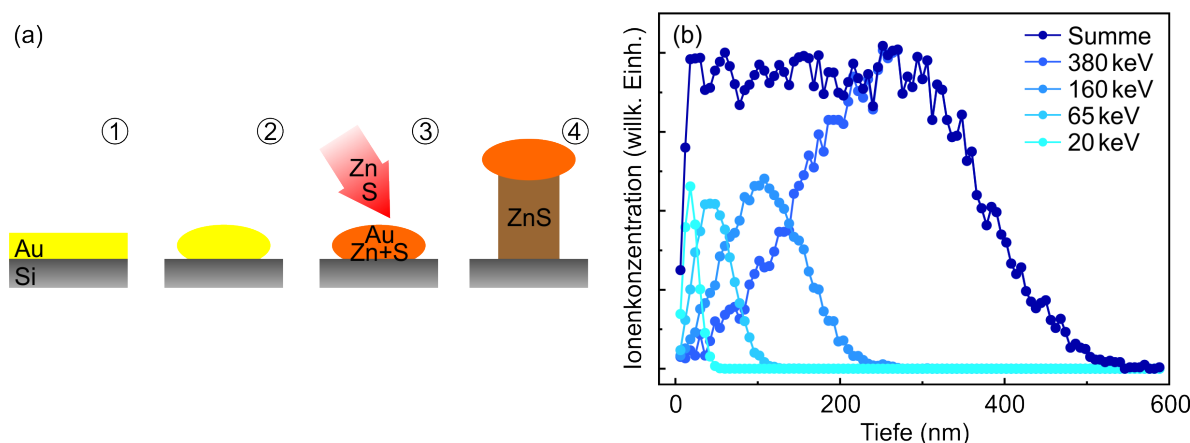 (a)
① ② ③ ④
Zn
S
Au
Si
Au
Zn+S
ZnS
(b)
Summe
380 keV
160 keV
65 keV
20 keV
Ionenkonzentration (willk. Einh.)
0 200 400 600
Tiefe (nm)